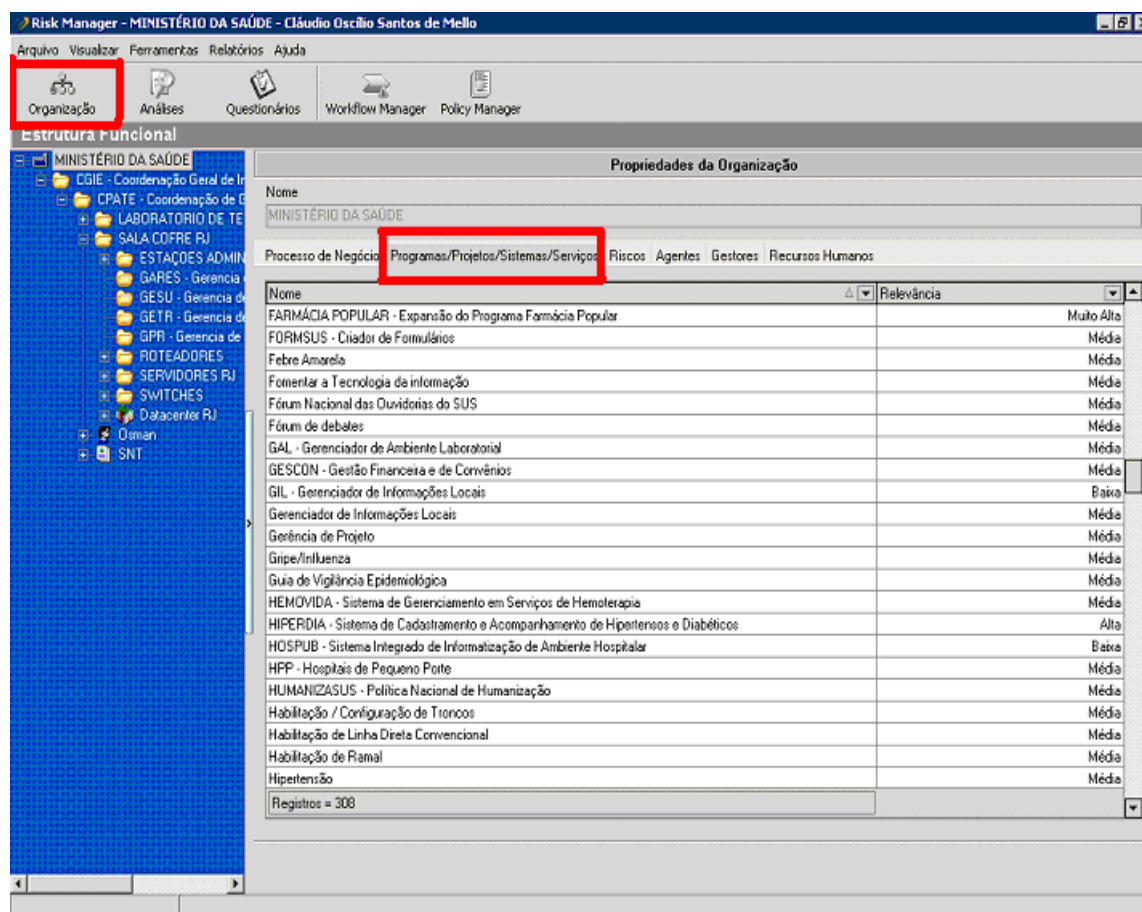 Risk Manager - MINISTÉRIO DA SAÚDE - Cláudio Oscílio Santos de Mello
Arquivo Visualizar Ferramentas Relatórios Ajuda
Organização Análises Questionários Workflow Manager Policy Manager
Estrutura Funcional
MINISTÉRIO DA SAÚDE
CGIE - Coordenação Geral de In
CPATE - Coordenação de G
LABORATORIO DE TE
SALA COFRE RJ
ESTAÇOES ADMIN
GARES - Gerencia
GESU - Gerencia de
GETR - Gerencia de
GPR - Gerencia de
ROTEADORES
SERVIDORES RJ
SWITCHES
Datacenter RJ
Osman
SNT
Propriedades da Organização
Nome
MINISTÉRIO DA SAÚDE
Processo de Negócio Programas/Projetos/Sistemas/Serviços Riscos Agentes Gestores Recursos Humanos
Nome Relevância
FARMÁCIA POPULAR - Expansão do Programa Farmácia Popular Muito Alta
FORMSUS - Criador de Formulários Média
Febre Amarela Média
Fomentar a Tecnologia da informação Média
Fórum Nacional das Ouvidorias do SUS Média
Fórum de debates Média
GAL - Gerenciador de Ambiente Laboratorial Média
GESCON - Gestão Financeira e de Convênios Média
GIL - Gerenciador de Informações Locais Baixa
Gerenciador de Informações Locais Média
Gerência de Projeto Média
Gripe/Influenza Média
Guia de Vigilância Epidemiológica Média
HEMOVIDA - Sistema de Gerenciamento em Serviços de Hemoterapia Média
HIPERDIA - Sistema de Cadastramento e Acompanhamento de Hipertensos e Diabéticos Alta
HOSPUB - Sistema Integrado de Informatização de Ambiente Hospitalar Baixa
HPP - Hospitais de Pequeno Porte Média
HUMANIZASUS - Política Nacional de Humanização Média
Habilitação / Configuração de Troncos Média
Habilitação de Linha Direta Convencional Média
Habilitação de Ramal Média
Hipertensão Média
Registros = 308